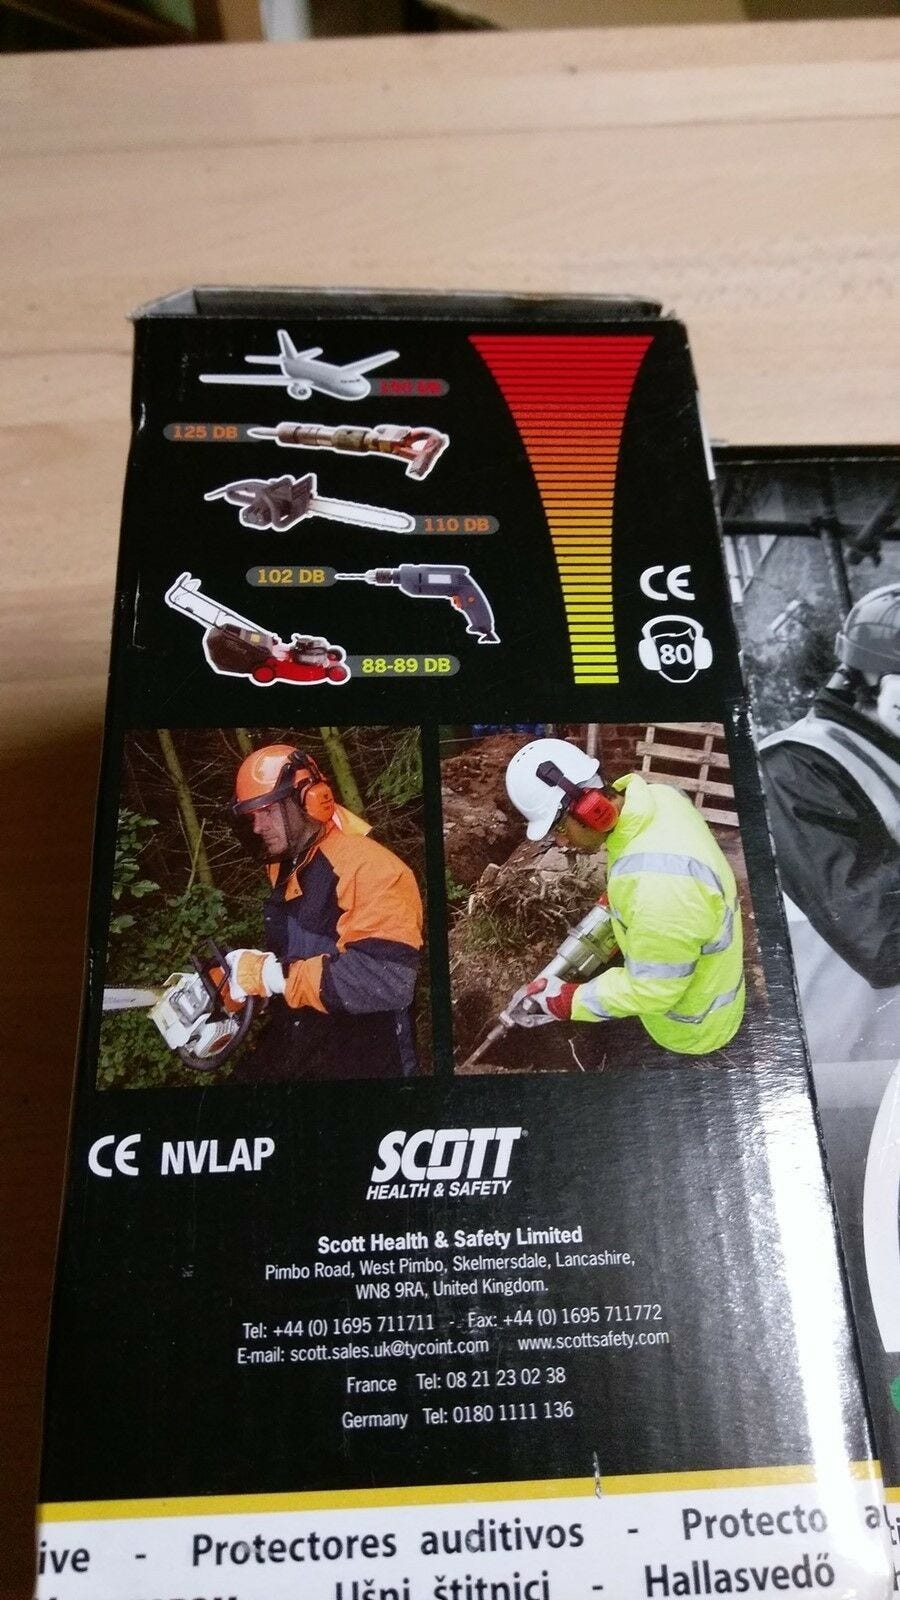 125 DB
110 DB
102 DB
88-89 DB
CE
80
CE NVLAP
SCOTT
HEALTH & SAFETY
Scott Health & Safety Limited
Pimbo Road, West Pimbo, Skelmersdale, Lancashire,
WN8 9RA, United Kingdom.
Tel: +44 (0) 1695 711711 - Fax: +44 (0) 1695 711772
E-mail: scott.sales.uk@tycoint.com www.scottsafety.com
France Tel: 08 21 23 02 38
Germany Tel: 0180 1111 136
ive - Protectores auditivos - Protecto
Ušni štitnici - Hallasvedő